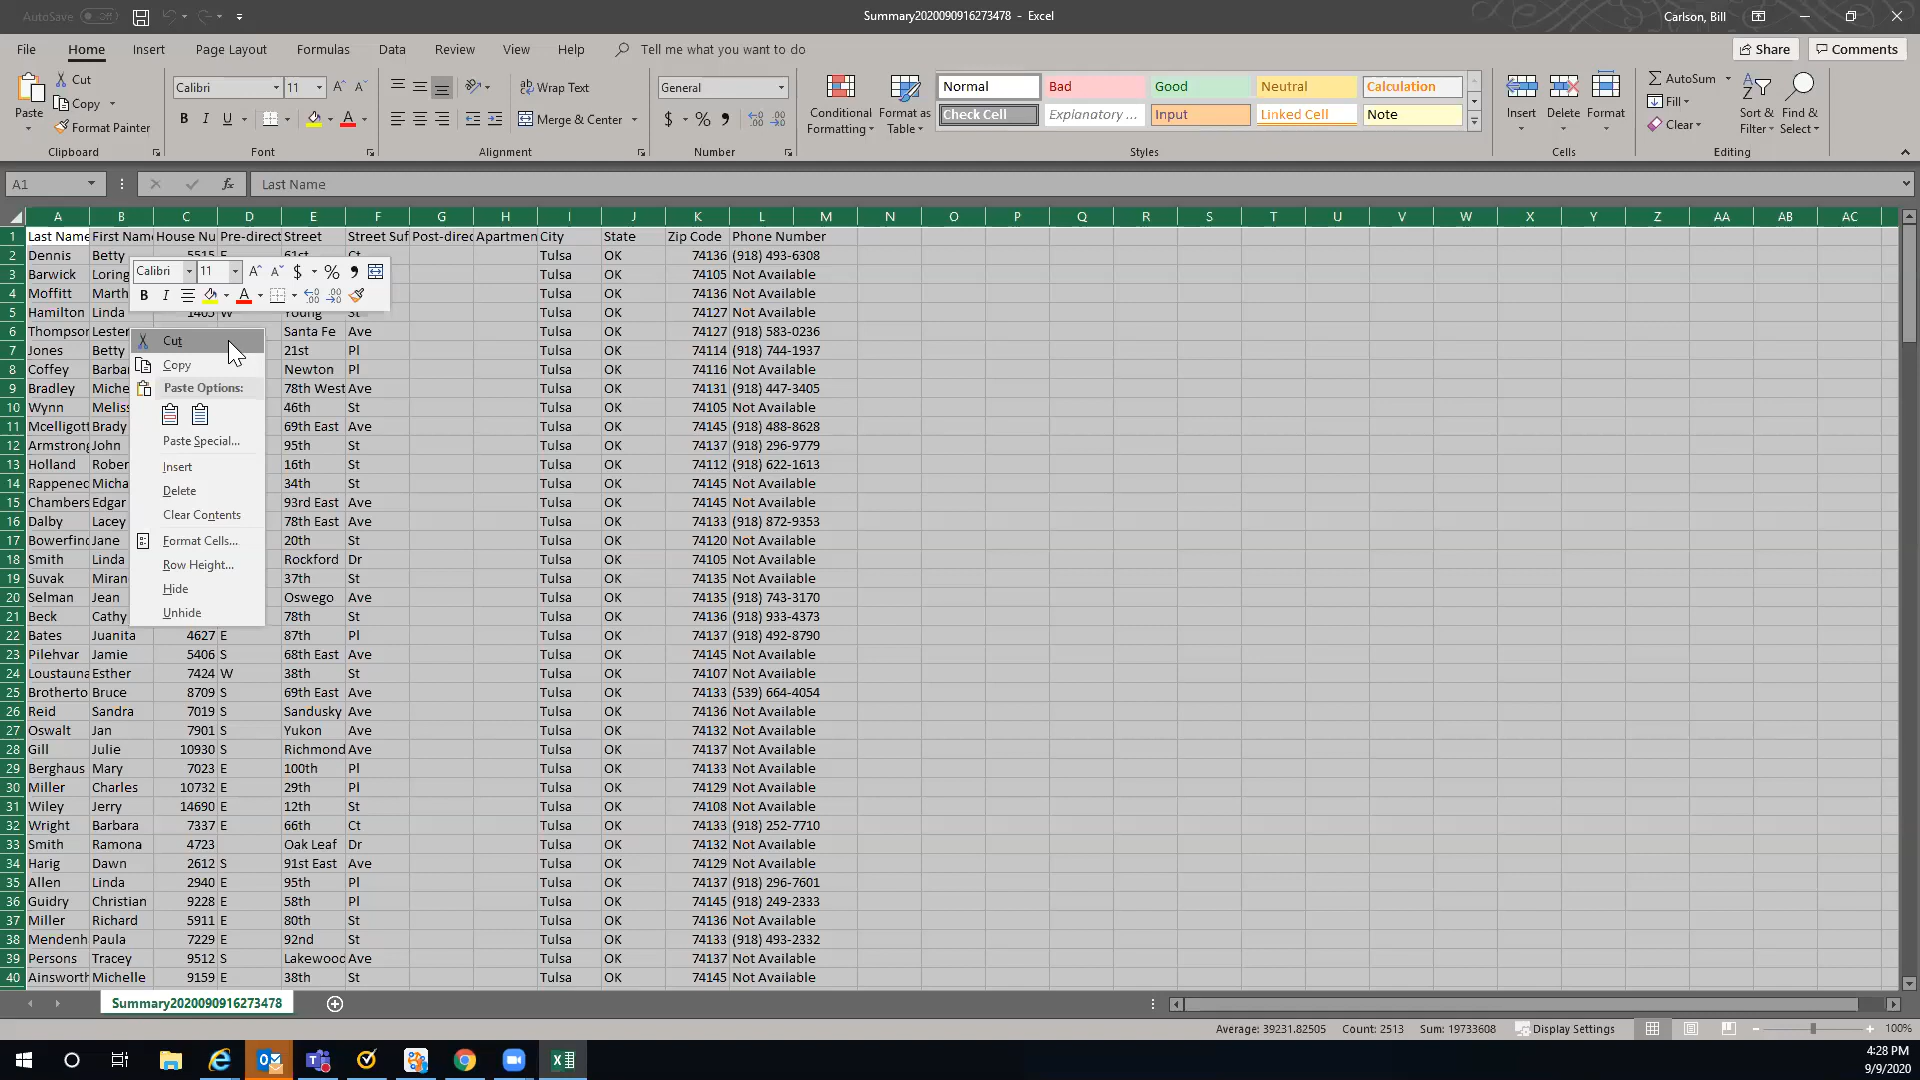 AutoSave Off Summary2020090916273478 - Excel Carlson, Bill
File Home Insert Page Layout Formulas Data Review View Help Tell me what you want to do Share Comments
Paste Cut Copy Format Painter Clipboard
Calibri 11 B I U Font
Wrap Text Merge & Center Alignment
General $ % Number
Conditional Formatting Format as Table
Normal Bad Good Neutral Calculation
Check Cell Explanatory ... Input Linked Cell Note
Styles
Insert Delete Format Cells
AutoSum Fill Clear Sort & Filter Find & Select Editing
A1 fx Last Name
A B C D E F G H I J K L M N O P Q R S T U V W X Y Z AA AB AC
1 Last Name First Name House Nu Pre-direct Street Street Suf Post-direc Apartmen City State Zip Code Phone Number
2 Dennis Betty 5515 E 61st Ct Tulsa OK 74136 (918) 493-6308
3 Barwick Loring Tulsa OK 74105 Not Available
4 Moffitt Marth Tulsa OK 74136 Not Available
5 Hamilton Linda 1405 W Young St Tulsa OK 74127 Not Available
6 Thompson Lester Santa Fe Ave Tulsa OK 74127 (918) 583-0236
7 Jones Betty 21st Pl Tulsa OK 74114 (918) 744-1937
8 Coffey Barbar Newton Pl Tulsa OK 74116 Not Available
9 Bradley Miche 78th West Ave Tulsa OK 74131 (918) 447-3405
10 Wynn Meliss 46th St Tulsa OK 74105 Not Available
11 Mcelligott Brady 69th East Ave Tulsa OK 74145 (918) 488-8628
12 Armstrong John 95th St Tulsa OK 74137 (918) 296-9779
13 Holland Rober 16th St Tulsa OK 74112 (918) 622-1613
14 Rappened Micha 34th St Tulsa OK 74145 Not Available
15 Chambers Edgar 93rd East Ave Tulsa OK 74145 Not Available
16 Dalby Lacey 78th East Ave Tulsa OK 74133 (918) 872-9353
17 Bowerfind Jane 20th St Tulsa OK 74120 Not Available
18 Smith Linda Rockford Dr Tulsa OK 74105 Not Available
19 Suvak Miran 37th St Tulsa OK 74135 Not Available
20 Selman Jean Oswego Ave Tulsa OK 74135 (918) 743-3170
21 Beck Cathy 78th St Tulsa OK 74136 (918) 933-4373
22 Bates Juanita 4627 E 87th Pl Tulsa OK 74137 (918) 492-8790
23 Pilehvar Jamie 5406 S 68th East Ave Tulsa OK 74145 Not Available
24 Loustauna Esther 7424 W 38th St Tulsa OK 74107 Not Available
25 Brotherto Bruce 8709 S 69th East Ave Tulsa OK 74133 (539) 664-4054
26 Reid Sandra 7019 S Sandusky Ave Tulsa OK 74136 Not Available
27 Oswalt Jan 7901 S Yukon Ave Tulsa OK 74132 Not Available
28 Gill Julie 10930 S Richmond Ave Tulsa OK 74137 Not Available
29 Berghaus Mary 7023 E 100th Pl Tulsa OK 74133 Not Available
30 Miller Charles 10732 E 29th Pl Tulsa OK 74129 Not Available
31 Wiley Jerry 14690 E 12th St Tulsa OK 74108 Not Available
32 Wright Barbara 7337 E 66th Ct Tulsa OK 74133 (918) 252-7710
33 Smith Ramona 4723 Oak Leaf Dr Tulsa OK 74132 Not Available
34 Harig Dawn 2612 S 91st East Ave Tulsa OK 74129 Not Available
35 Allen Linda 2940 E 95th Pl Tulsa OK 74137 (918) 296-7601
36 Guidry Christian 9228 E 58th Pl Tulsa OK 74145 (918) 249-2333
37 Miller Richard 5911 E 80th St Tulsa OK 74136 Not Available
38 Mendenh Paula 7229 E 92nd St Tulsa OK 74133 (918) 493-2332
39 Persons Tracey 9512 S Lakewood Ave Tulsa OK 74137 Not Available
40 Ainsworth Michelle 9159 E 38th St Tulsa OK 74145 Not Available
Calibri 11 $ %
B I A
Cut
Copy
Paste Options:
Paste Special...
Insert
Delete
Clear Contents
Format Cells...
Row Height...
Hide
Unhide
Summary2020090916273478
Average: 39231.82505 Count: 2513 Sum: 19733608 Display Settings 100%
4:28 PM
9/9/2020